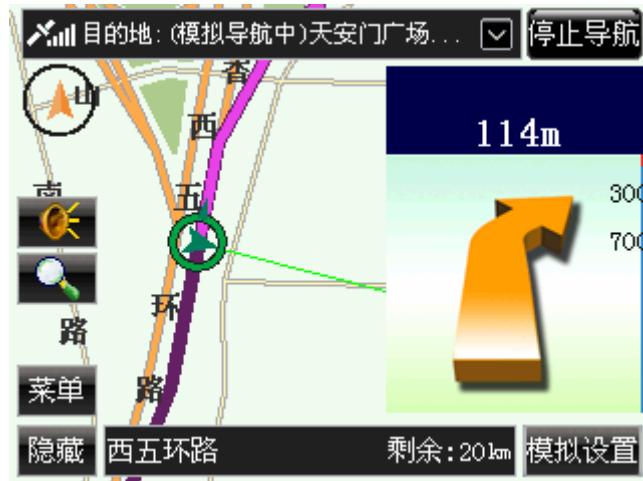 目的地: (模拟导航中)天安门广场...
停止导航
114m
300
700
香
山
南
路
西
五
环
路
菜单
隐藏
西五环路
剩余:20km
模拟设置